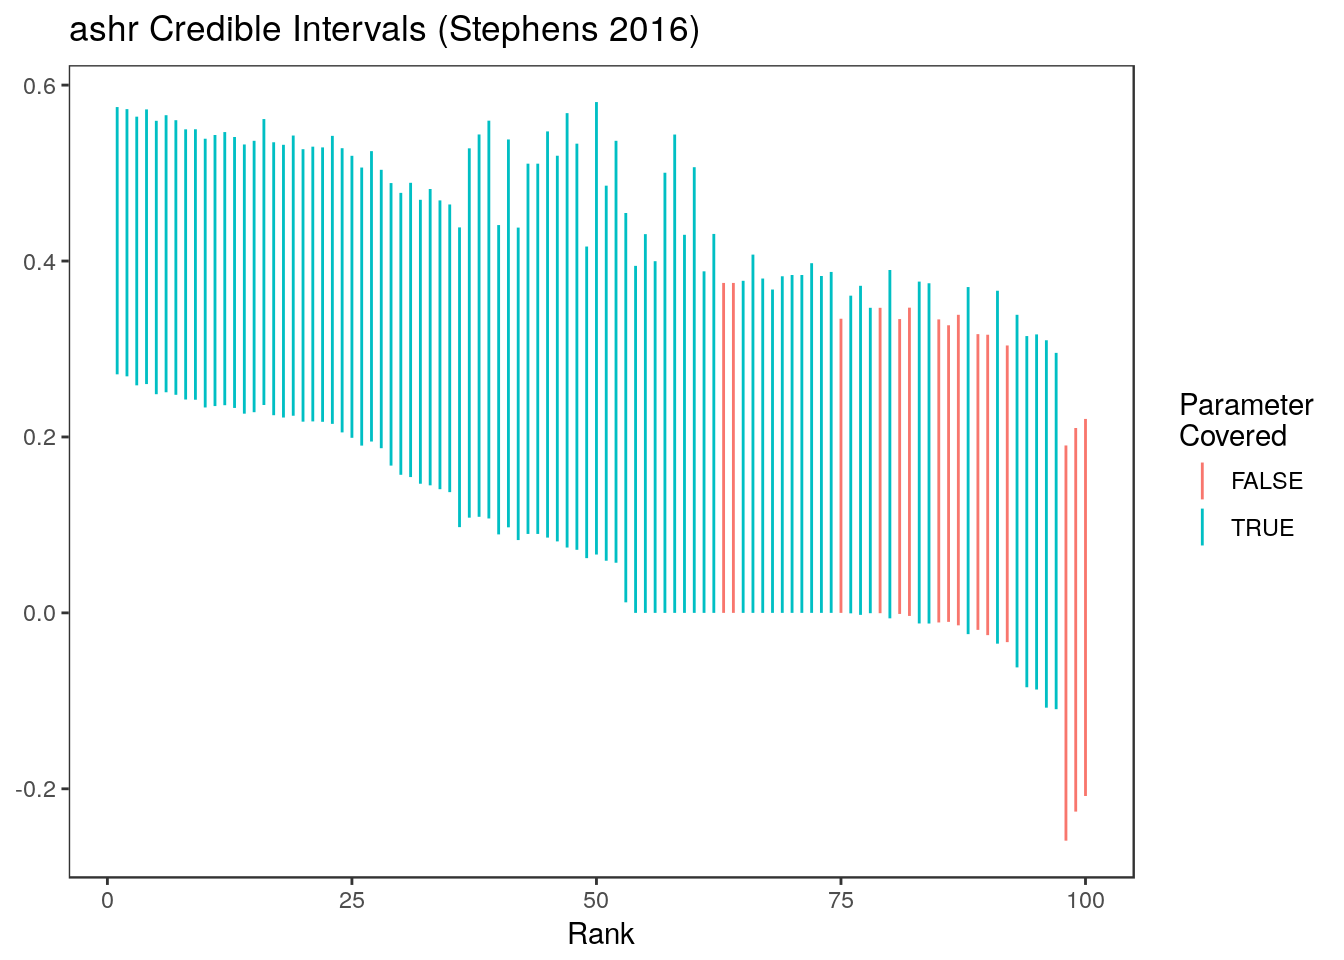 ashr Credible Intervals (Stephens 2016)
0.6
0.4
0.2
0.0
-0.2
0
25
50
75
100
Rank
Parameter
Covered
FALSE
TRUE